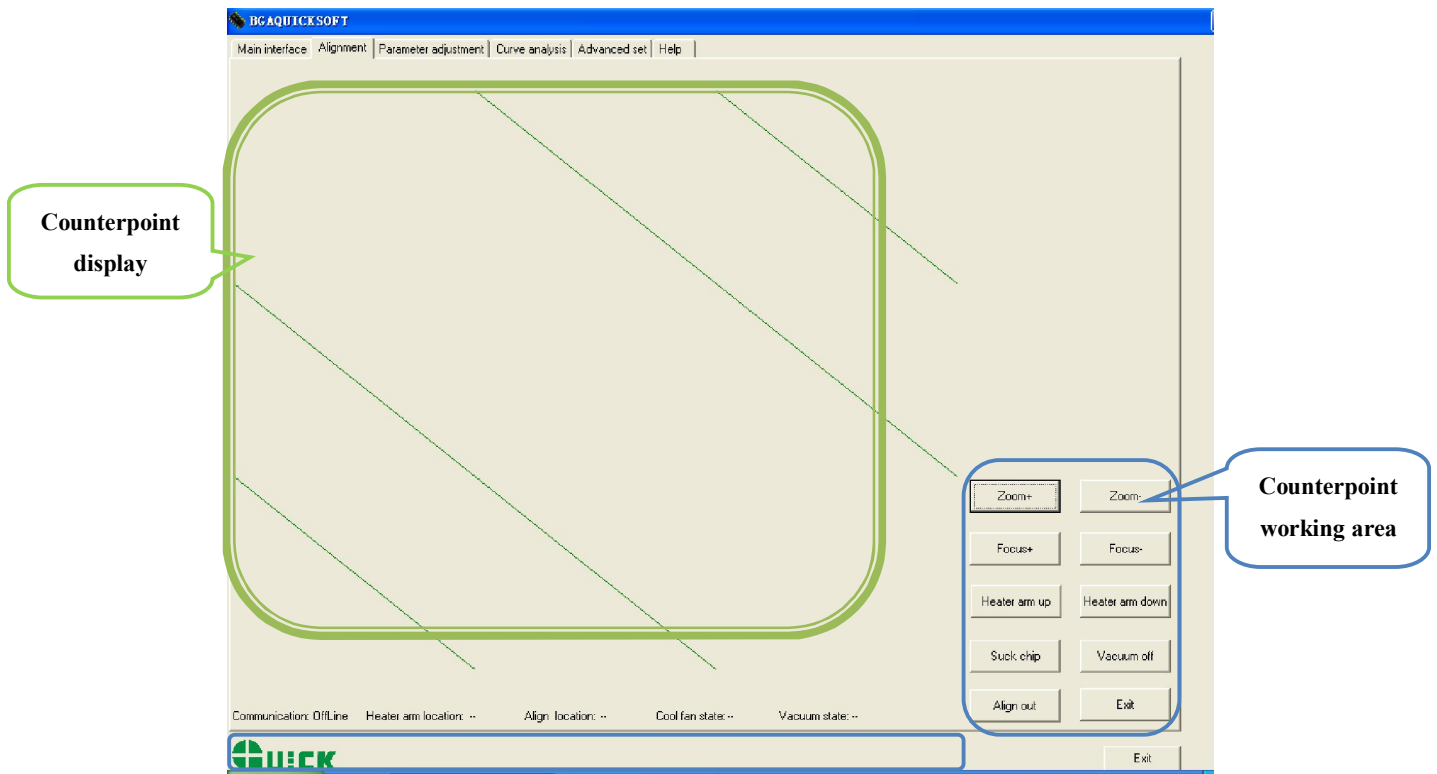 BGAQUICKSOFT
Main interface Alignment Parameter adjustment Curve analysis Advanced set Help
Counterpoint
display
Zoom+ Zoom-
Counterpoint
working area
Focus+ Focus-
Heater arm up Heater arm down
Suck chip Vacuum off
Align out Exit
Communication: OffLine Heater arm location: -- Align location: -- Cool fan state: -- Vacuum state: --
QUICK
Exit